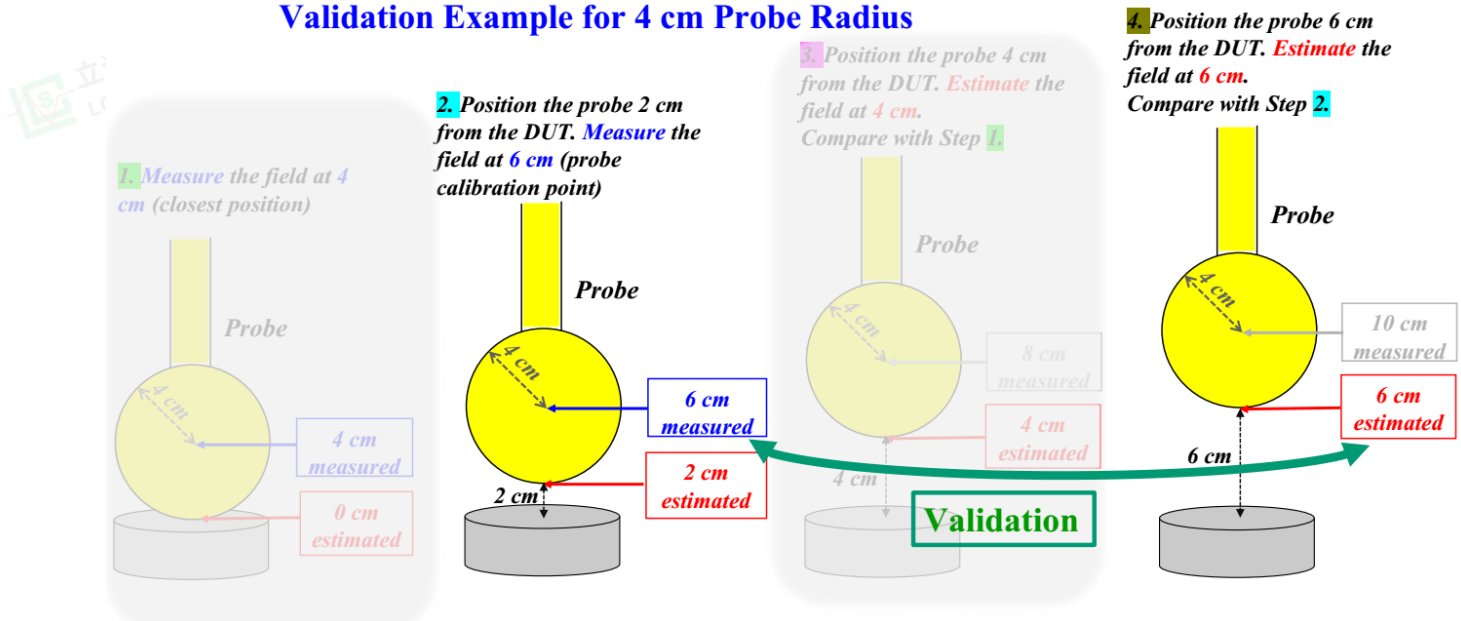 Validation Example for 4 cm Probe Radius
1. Measure the field at 4
cm (closest position)
Probe
4 cm
4 cm
measured
0 cm
estimated
2. Position the probe 2 cm
from the DUT. Measure the
field at 6 cm (probe
calibration point)
Probe
4 cm
6 cm
measured
2 cm
estimated
2 cm
3. Position the probe 4 cm
from the DUT. Estimate the
field at 4 cm.
Compare with Step 1.
Probe
4 cm
8 cm
measured
4 cm
estimated
4 cm
Validation
4. Position the probe 6 cm
from the DUT. Estimate the
field at 6 cm.
Compare with Step 2.
Probe
4 cm
10 cm
measured
6 cm
estimated
6 cm